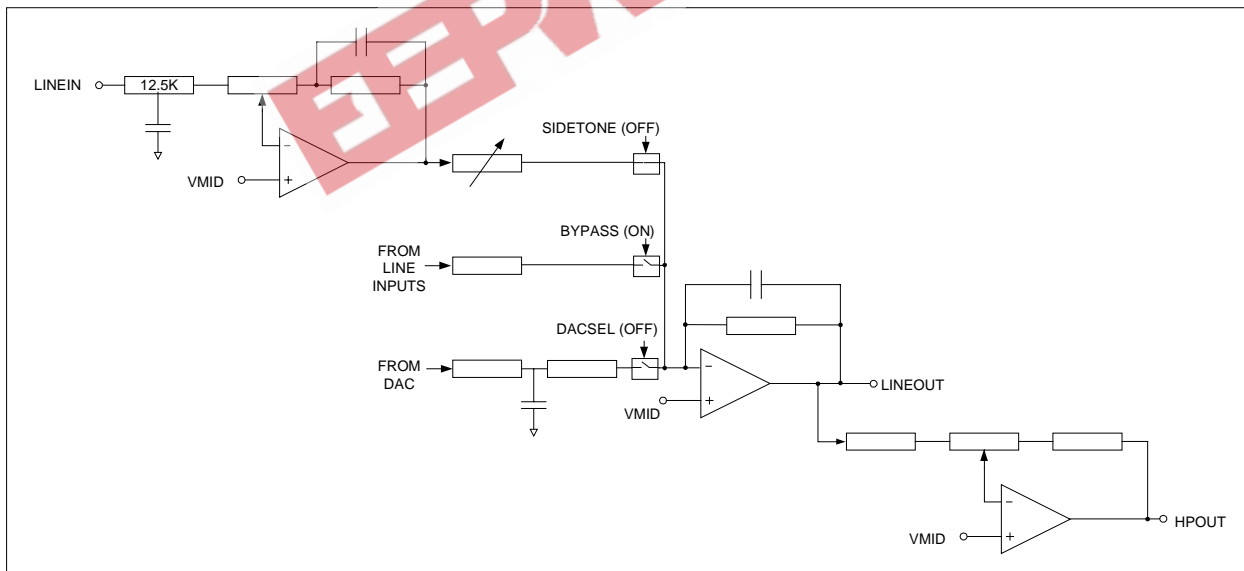 LINEIN
12.5K
VMID
SIDETONE (OFF)
BYPASS (ON)
FROM
LINE
INPUTS
DACSEL (OFF)
FROM
DAC
VMID
LINEOUT
VMID
HPOUT